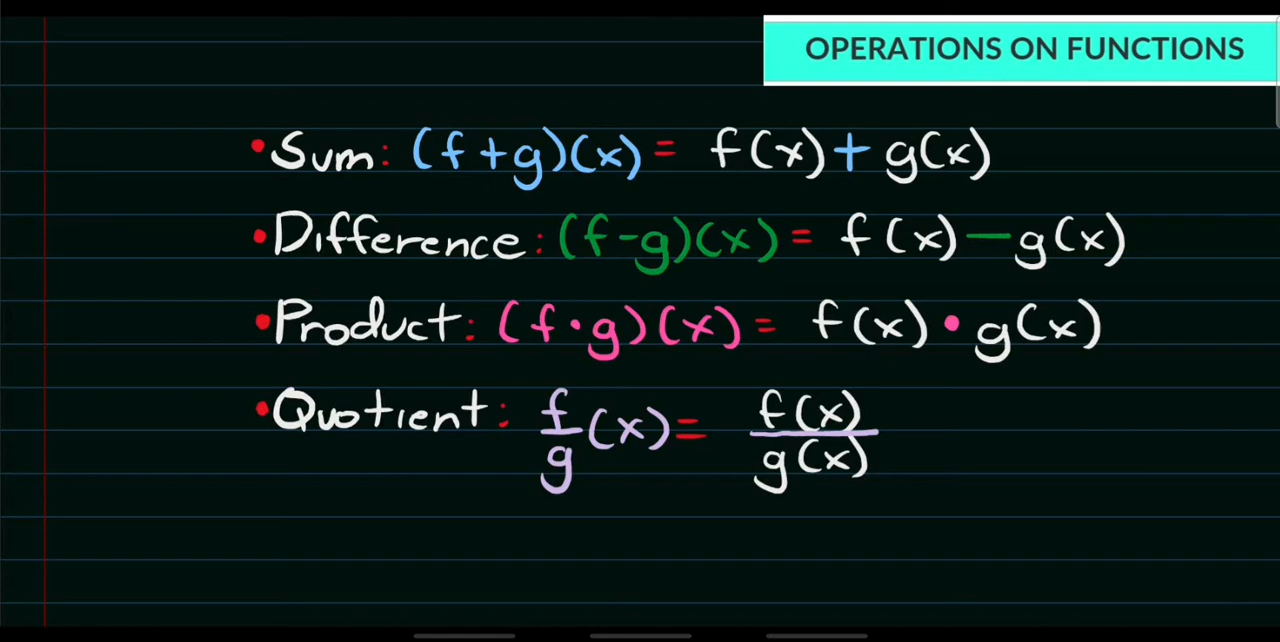 OPERATIONS ON FUNCTIONS
• Sum: (f+g)(x) = f(x) + g(x)
• Difference: (f-g)(x) = f(x) - g(x)
• Product: (f•g)(x) = f(x) • g(x)
• Quotient: f/g (x) = f(x)/g(x)